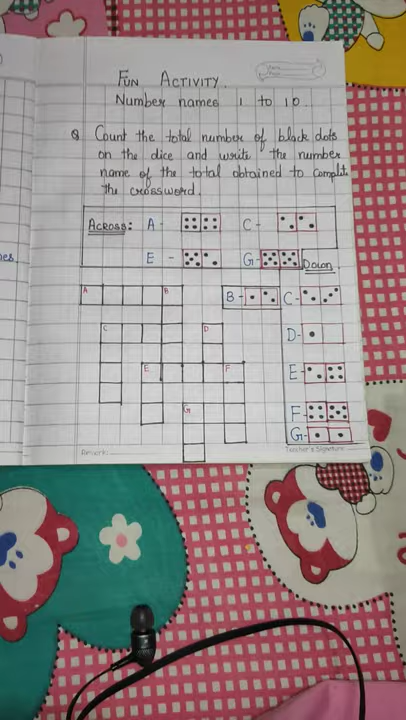 FUN ACTIVITY.
Number names 1 to 10.
Q Count the total number of black dots
on the dice and write the number
name of the total obtained to complete
the crossword.
ACROSS: A - C -
E - G - DOWN.
A B B - C -
C D D -
E F E -
G F -
G -
Teacher's Signature